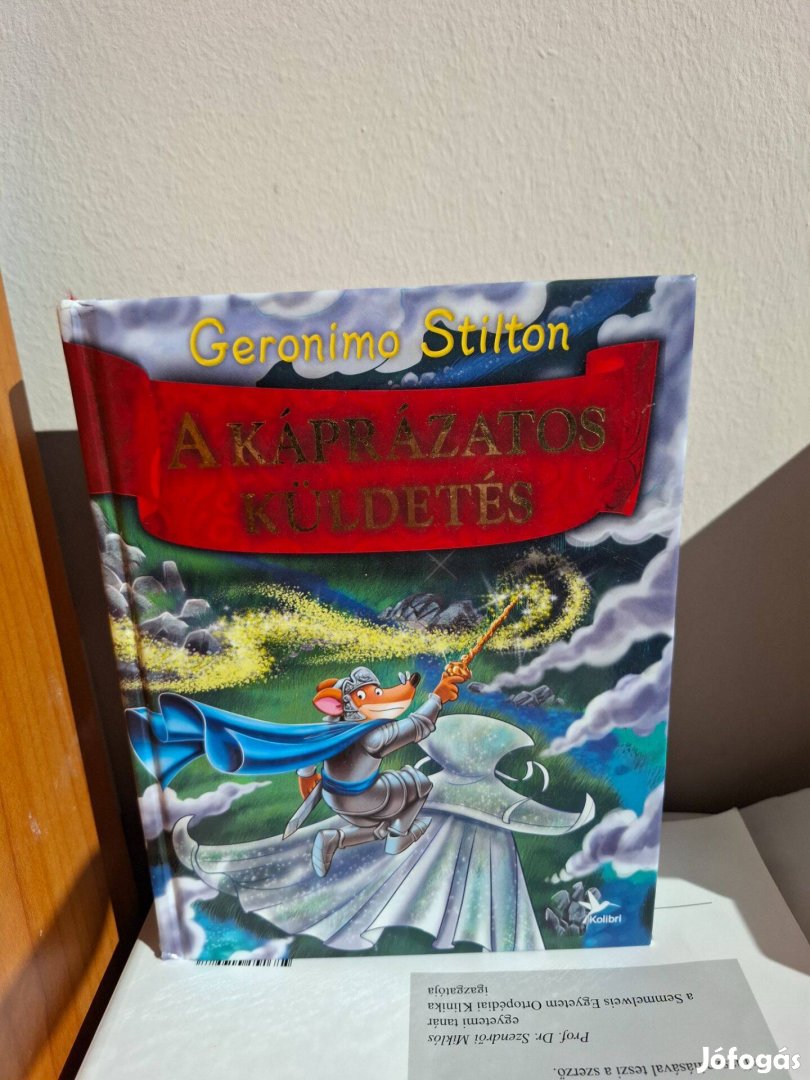 Geronimo Stilton
A KÁPRÁZATOS
KÜLDETÉS
Kolibri
teszi a szerző.
Prof. Dr. Szendrői Miklós
egyetemi tanár
a Semmelweis Egyetem Ortopédiai Klinika
igazgatója
Jófogás